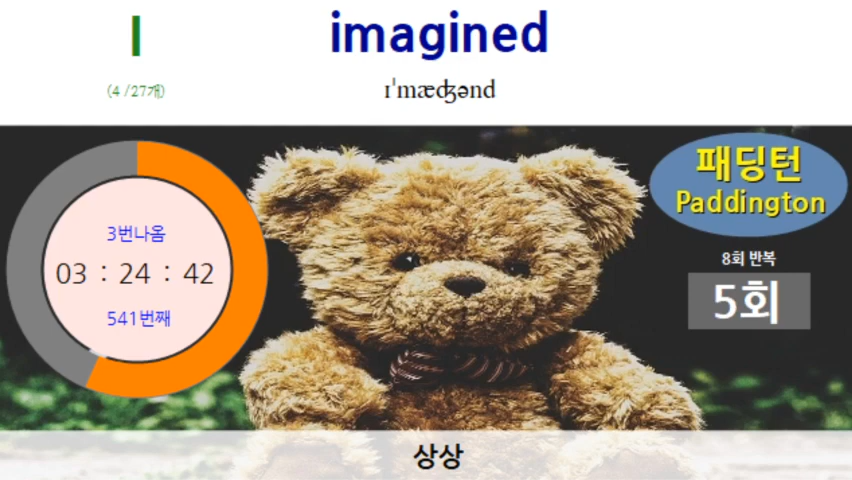 I
imagined
(4 /27개)
ɪˈmæʤənd
패딩턴
Paddington
3번나옴
03 : 24 : 42
541번째
8회 반복
5회
상상